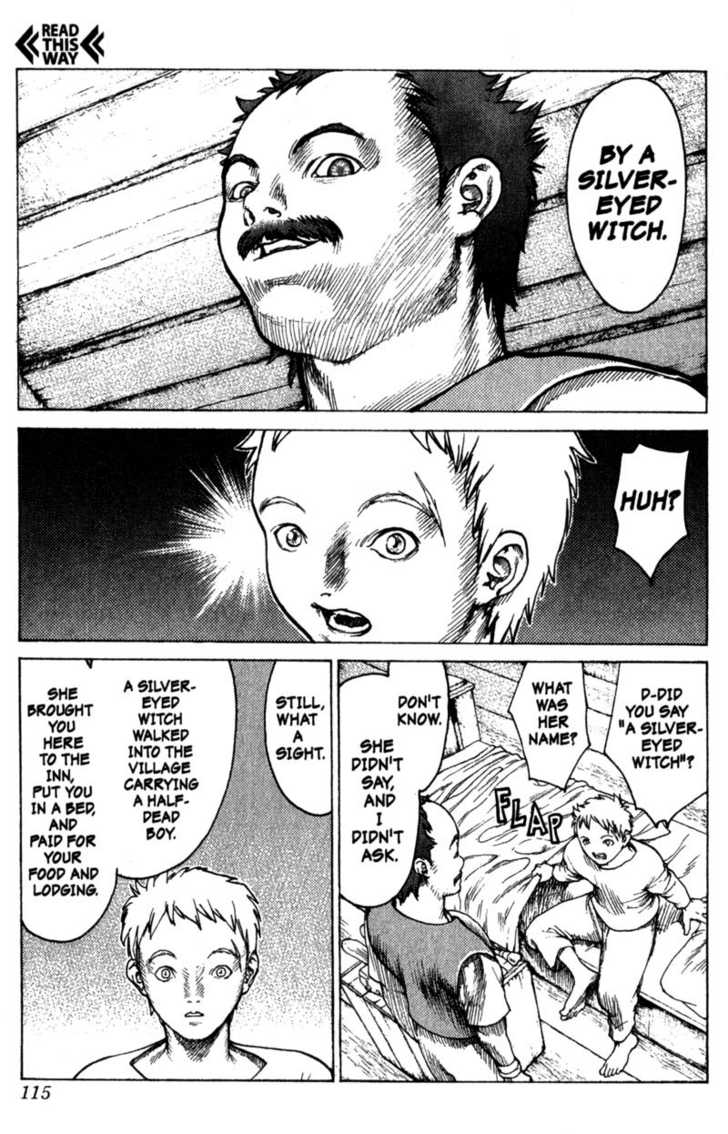 READ
THIS
WAY
BY A
SILVER-
EYED
WITCH.
HUH?
D-DID
YOU SAY
"A SILVER-
EYED
WITCH"?
WHAT
WAS
HER
NAME?
FLAP
DON'T
KNOW.
SHE
DIDN'T
SAY,
AND
I
DIDN'T
ASK.
STILL,
WHAT
A
SIGHT.
A SILVER-
EYED
WITCH
WALKED
INTO THE
VILLAGE
CARRYING
A HALF-
DEAD
BOY.
SHE
BROUGHT
YOU
HERE
TO THE
INN,
PUT YOU
IN A BED,
AND
PAID FOR
YOUR
FOOD AND
LODGING.
115